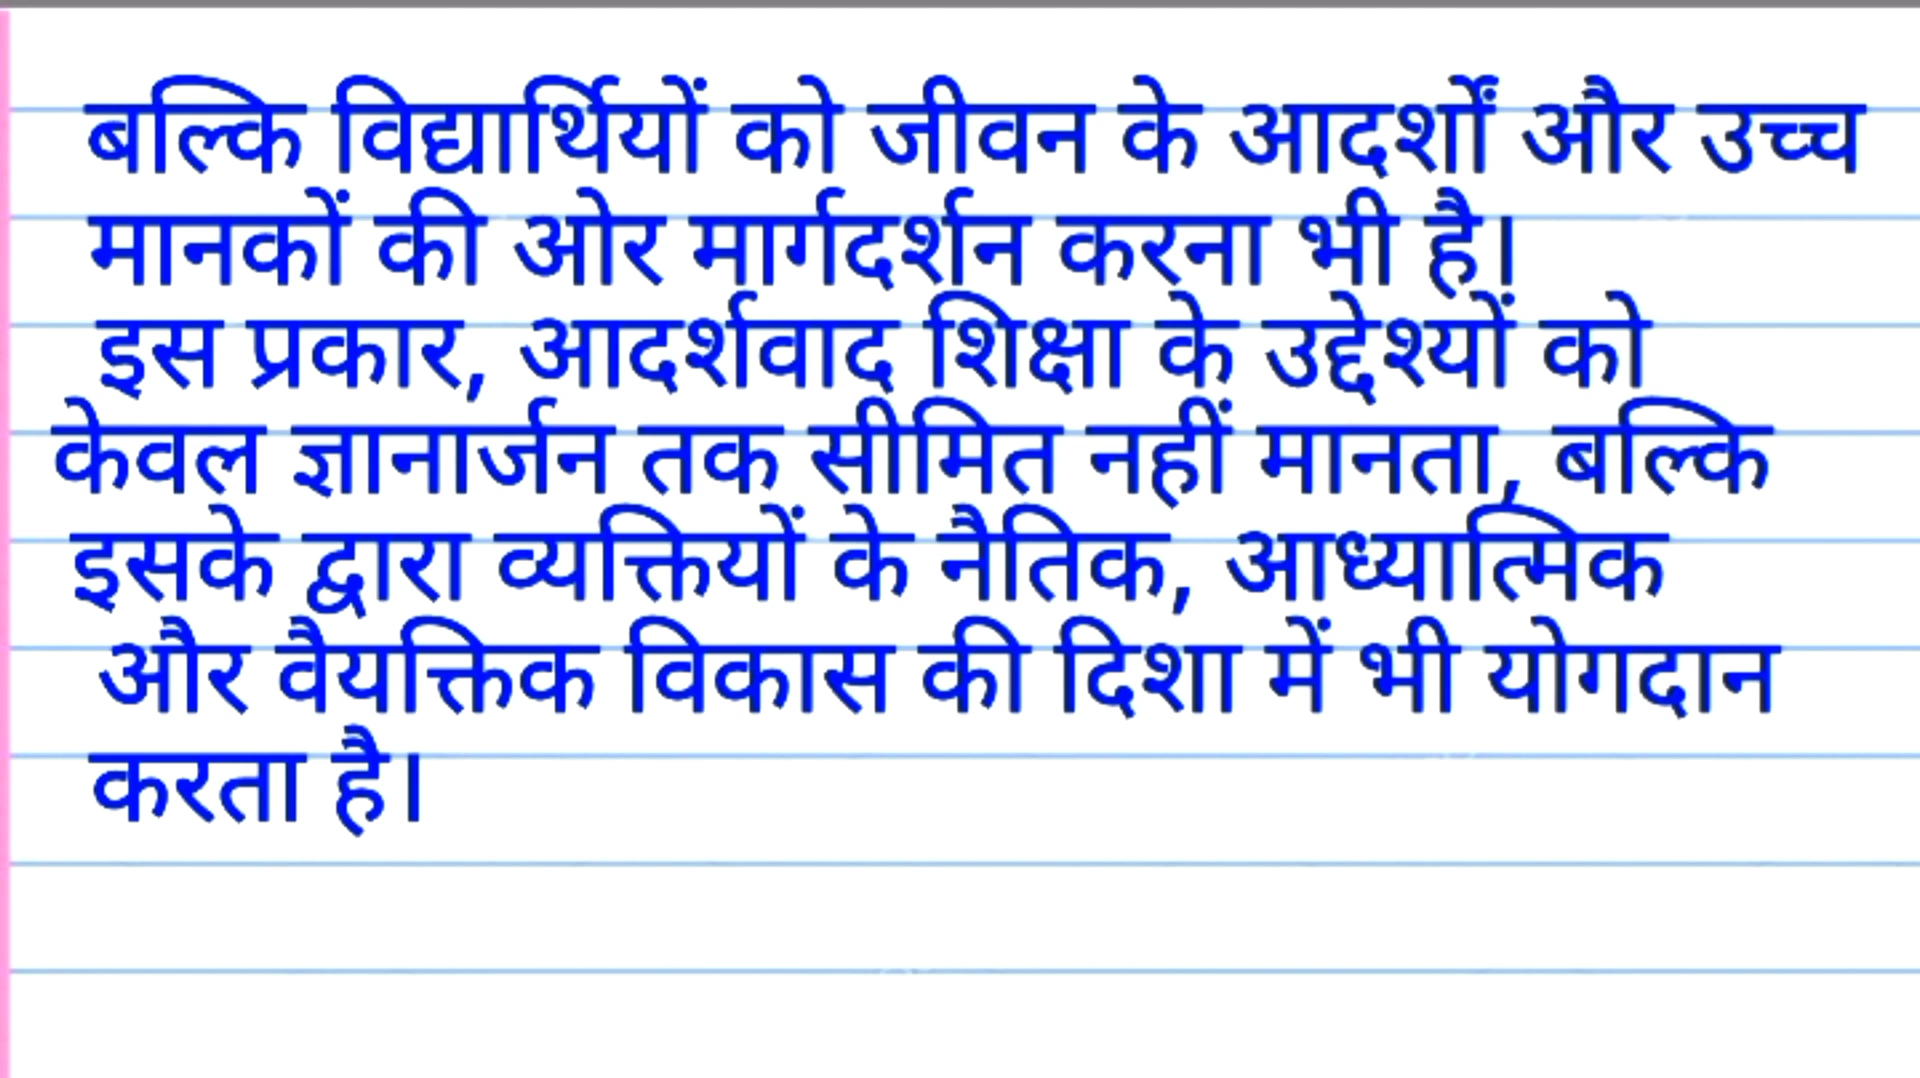 बल्कि विद्यार्थियों को जीवन के आदर्शों और उच्च
मानकों की ओर मार्गदर्शन करना भी है।
इस प्रकार, आदर्शवाद शिक्षा के उद्देश्यों को
केवल ज्ञानार्जन तक सीमित नहीं मानता, बल्कि
इसके द्वारा व्यक्तियों के नैतिक, आध्यात्मिक
और वैयक्तिक विकास की दिशा में भी योगदान
करता है।